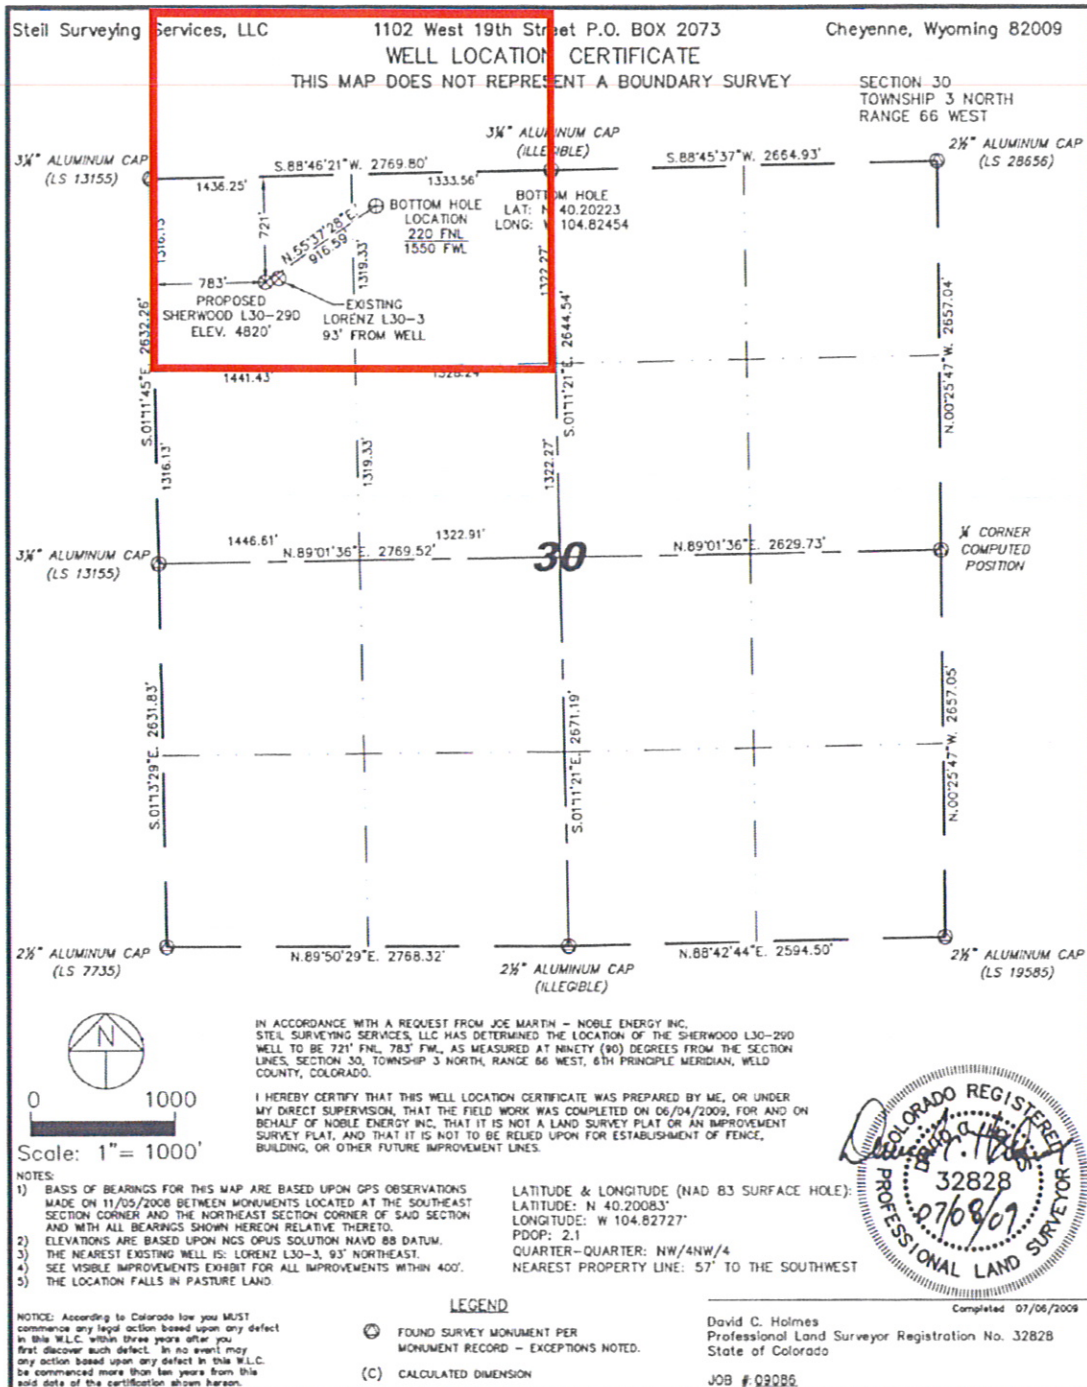 Steil Surveying Services, LLC 1102 West 19th Street P.O. BOX 2073 Cheyenne, Wyoming 82009
WELL LOCATION CERTIFICATE
THIS MAP DOES NOT REPRESENT A BOUNDARY SURVEY
SECTION 30
TOWNSHIP 3 NORTH
RANGE 66 WEST
3¼" ALUMINUM CAP
(LS 13155)
3¼" ALUMINUM CAP
(ILLEGIBLE)
2½" ALUMINUM CAP
(LS 28656)
S.88°46'21"W. 2769.80'
S.88°45'37"W. 2664.93'
1436.25'
1333.56'
BOTTOM HOLE
LAT: N 40.20223
LONG: W 104.82454
BOTTOM HOLE
LOCATION
220 FNL
1550 FWL
N.55°37'28"E.
916.59'
721'
783'
1316.13'
1319.33'
1322.27'
PROPOSED
SHERWOOD L30-29D
ELEV. 4820'
EXISTING
LORENZ L30-3
93' FROM WELL
S.01°11'45"E. 2632.26'
S.01°11'21"E. 2644.54'
N.00°25'47"W. 2657.04'
1441.43'
1328.24'
1316.13'
1319.33'
1322.27'
3¼" ALUMINUM CAP
(LS 13155)
1446.61'
1322.91'
N.89°01'36"E. 2769.52'
30
N.89°01'36"E. 2629.73'
¼ CORNER
COMPUTED
POSITION
S.01°13'29"E. 2631.83'
S.01°11'21"E. 2671.19'
N.00°25'47"W. 2657.05'
2½" ALUMINUM CAP
(LS 7735)
N.89°50'29"E. 2768.32'
2½" ALUMINUM CAP
(ILLEGIBLE)
N.88°42'44"E. 2594.50'
2½" ALUMINUM CAP
(LS 19585)
N
0 1000
Scale: 1"= 1000'
IN ACCORDANCE WITH A REQUEST FROM JOE MARTIN - NOBLE ENERGY INC,
STEIL SURVEYING SERVICES, LLC HAS DETERMINED THE LOCATION OF THE SHERWOOD L30-29D
WELL TO BE 721' FNL, 783' FWL, AS MEASURED AT NINETY (90) DEGREES FROM THE SECTION
LINES, SECTION 30, TOWNSHIP 3 NORTH, RANGE 66 WEST, 6TH PRINCIPLE MERIDIAN, WELD
COUNTY, COLORADO.
I HEREBY CERTIFY THAT THIS WELL LOCATION CERTIFICATE WAS PREPARED BY ME, OR UNDER
MY DIRECT SUPERVISION, THAT THE FIELD WORK WAS COMPLETED ON 06/04/2009, FOR AND ON
BEHALF OF NOBLE ENERGY INC, THAT IT IS NOT A LAND SURVEY PLAT OR AN IMPROVEMENT
SURVEY PLAT, AND THAT IT IS NOT TO BE RELIED UPON FOR ESTABLISHMENT OF FENCE,
BUILDING, OR OTHER FUTURE IMPROVEMENT LINES.
NOTES:
1) BASIS OF BEARINGS FOR THIS MAP ARE BASED UPON GPS OBSERVATIONS
MADE ON 11/05/2008 BETWEEN MONUMENTS LOCATED AT THE SOUTHEAST
SECTION CORNER AND THE NORTHEAST SECTION CORNER OF SAID SECTION
AND WITH ALL BEARINGS SHOWN HEREON RELATIVE THERETO.
2) ELEVATIONS ARE BASED UPON NGS OPUS SOLUTION NAVD 88 DATUM.
3) THE NEAREST EXISTING WELL IS: LORENZ L30-3, 93' NORTHEAST.
4) SEE VISIBLE IMPROVEMENTS EXHIBIT FOR ALL IMPROVEMENTS WITHIN 400'.
5) THE LOCATION FALLS IN PASTURE LAND.
LATITUDE & LONGITUDE (NAD 83 SURFACE HOLE):
LATITUDE: N 40.20083°
LONGITUDE: W 104.82727°
PDOP: 2.1
QUARTER-QUARTER: NW/4NW/4
NEAREST PROPERTY LINE: 57' TO THE SOUTHWEST
COLORADO REGISTERED
32828
07/08/09
PROFESSIONAL LAND SURVEYOR
NOTICE: According to Colorado law you MUST
commence any legal action based upon any defect
in this W.L.C. within three years after you
first discover such defect. In no event may
any action based upon any defect in this W.L.C.
be commenced more than ten years from this
said date of the certification shown hereon.
LEGEND
FOUND SURVEY MONUMENT PER
MONUMENT RECORD - EXCEPTIONS NOTED.
(C) CALCULATED DIMENSION
Completed 07/06/2009
David C. Holmes
Professional Land Surveyor Registration No. 32828
State of Colorado
JOB #: 09086